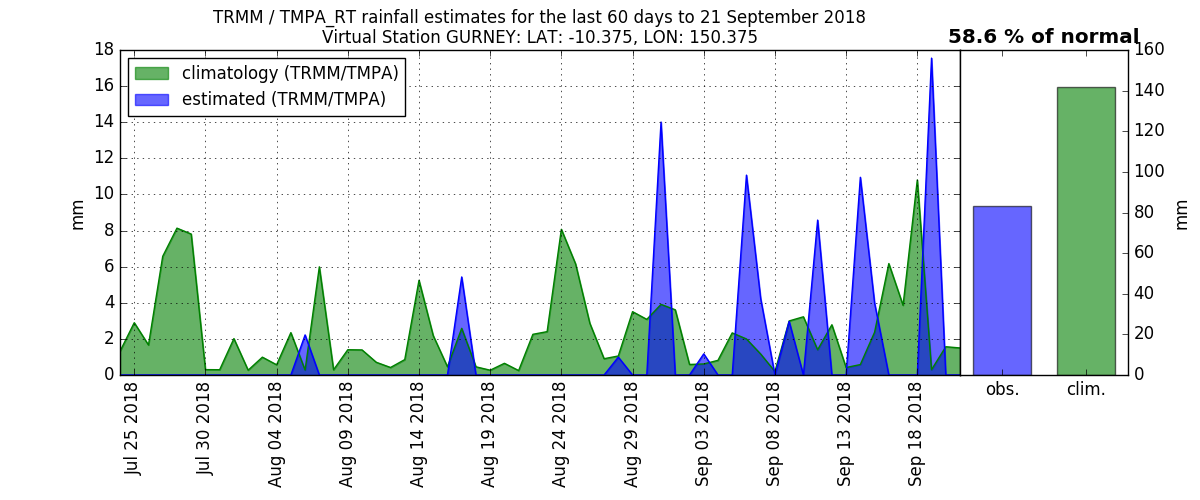 TRMM / TMPA_RT rainfall estimates for the last 60 days to 21 September 2018
Virtual Station GURNEY: LAT: -10.375, LON: 150.375
58.6 % of normal
climatology (TRMM/TMPA)
estimated (TRMM/TMPA)
18
16
14
12
10
8
6
4
2
0
mm
Jul 25 2018
Jul 30 2018
Aug 04 2018
Aug 09 2018
Aug 14 2018
Aug 19 2018
Aug 24 2018
Aug 29 2018
Sep 03 2018
Sep 08 2018
Sep 13 2018
Sep 18 2018
obs.
clim.
160
140
120
100
80
60
40
20
0
mm